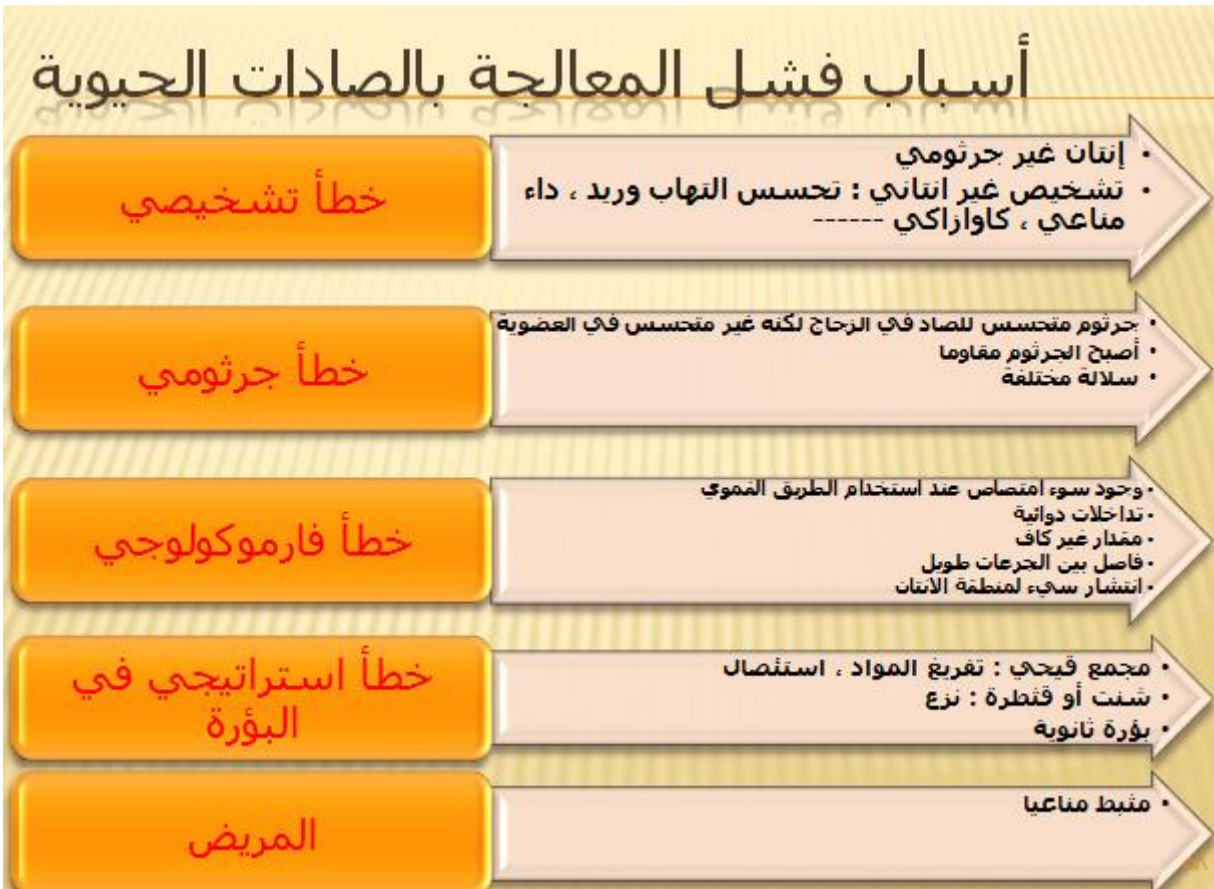 أسباب فشل المعالجة بالصادات الحيوية
خطأ تشخيصي
• إنتان غير جرثومي
• تشخيص غير انتاني : تحسس التهاب وريد ، داء
مناعي ، كاوازاكي ------
خطأ جرثومي
• جرثوم متحسس للصاد في الزجاج لكنه غير متحسس في العضوية
• أصبح الجرثوم مقاوما
• سلالة مختلفة
خطأ فارموكولوجي
• وجود سوء امتصاص عند استخدام الطريق الفموي
• تداخلات دوائية
• مقدار غير كاف
• فاصل بين الجرعات طويل
• انتشار سيء لمنطقة الانتان
خطأ استراتيجي في
البؤرة
• مجمع قيحي : تفريغ المواد ، استئصال
• شنت أو قثطرة : نزع
• بؤرة ثانوية
المريض
• مثبط مناعيا